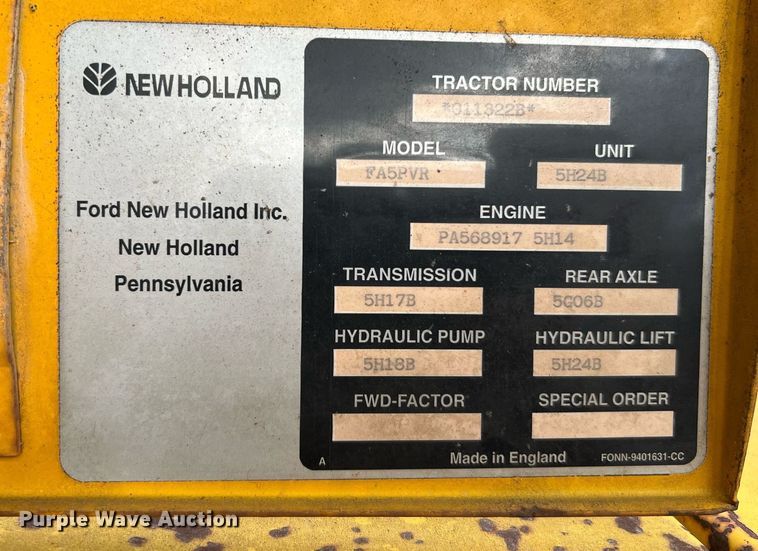 NEW HOLLAND
Ford New Holland Inc.
New Holland
Pennsylvania
TRACTOR NUMBER
*011322B*
MODEL UNIT
FA5PVR 5H24B
ENGINE
PA568917 5H14
TRANSMISSION REAR AXLE
5H17B 5G06B
HYDRAULIC PUMP HYDRAULIC LIFT
5H18B 5H24B
FWD-FACTOR SPECIAL ORDER
A Made in England FONN-9401631-CC
Purple Wave Auction